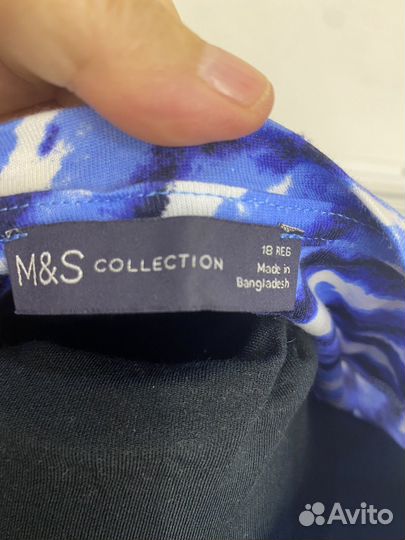 M&S COLLECTION
18 REG
Made in
Bangladesh
Avito